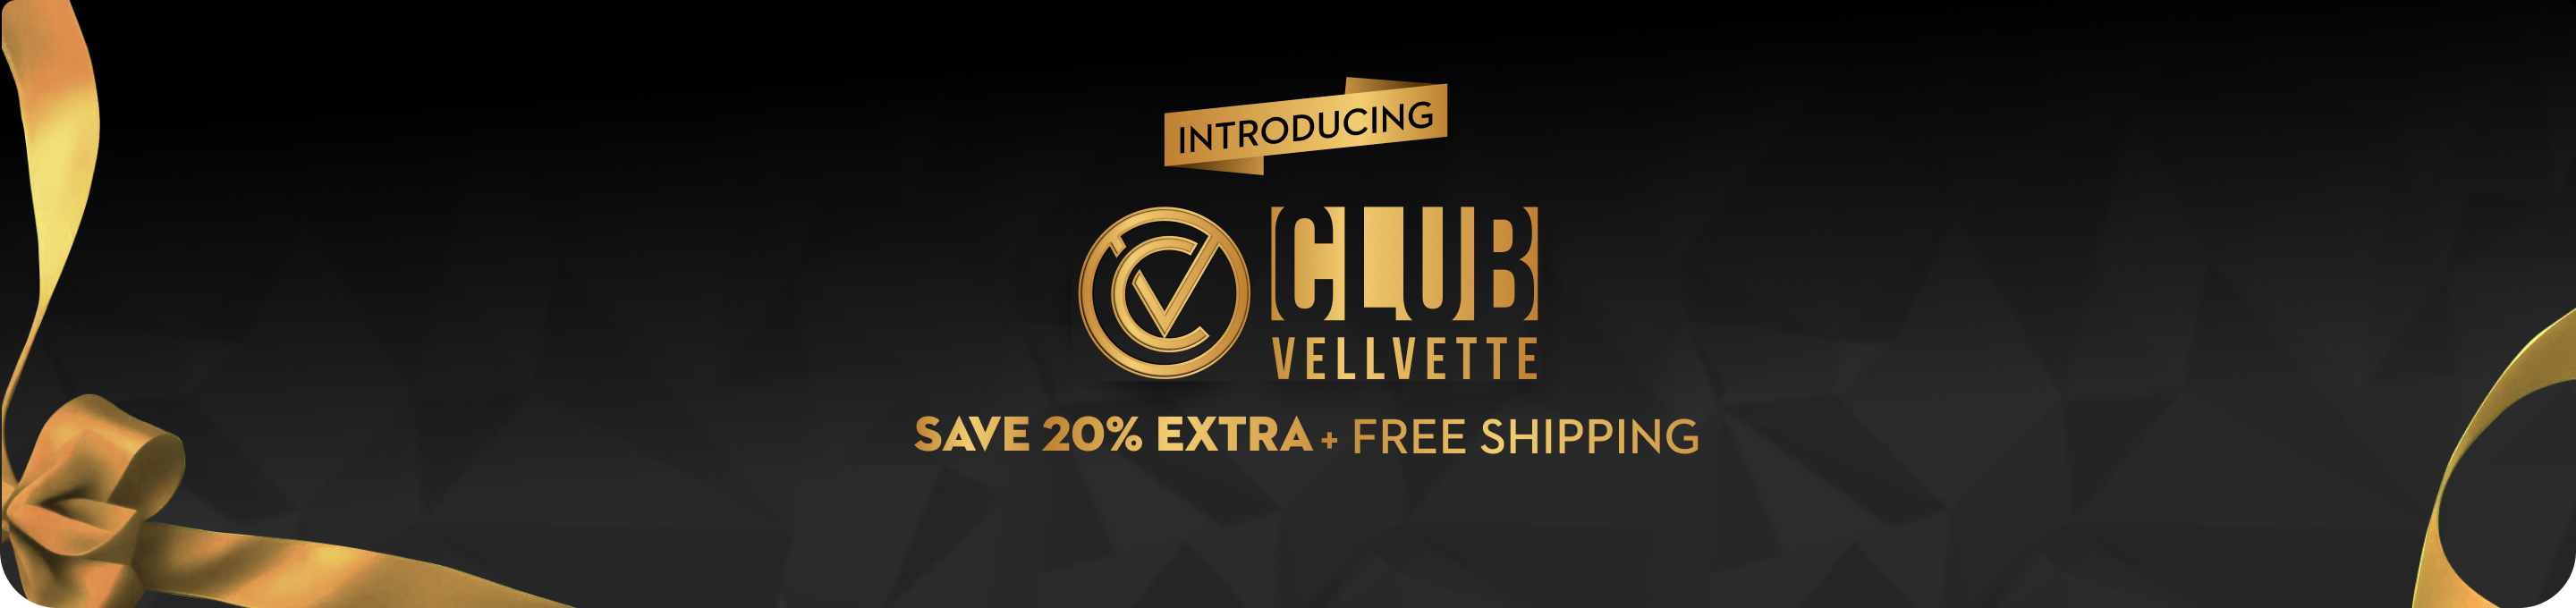 INTRODUCING
CLUB
VELLVETTE
SAVE 20% EXTRA + FREE SHIPPING